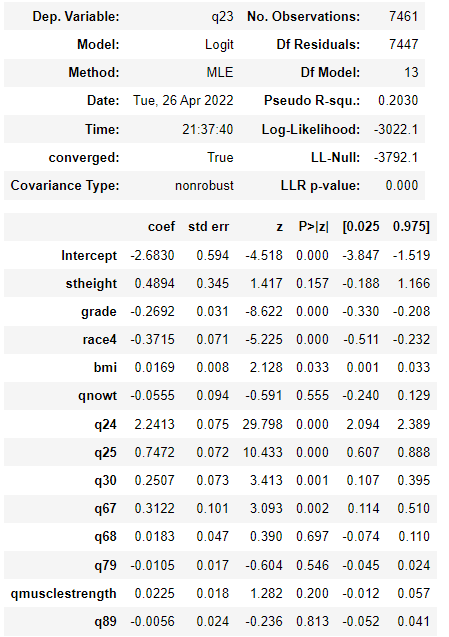 Dep. Variable: q23 No. Observations: 7461
Model: Logit Df Residuals: 7447
Method: MLE Df Model: 13
Date: Tue, 26 Apr 2022 Pseudo R-squ.: 0.2030
Time: 21:37:40 Log-Likelihood: -3022.1
converged: True LL-Null: -3792.1
Covariance Type: nonrobust LLR p-value: 0.000
coef std err z P>|z| [0.025 0.975]
Intercept -2.6830 0.594 -4.518 0.000 -3.847 -1.519
stheight 0.4894 0.345 1.417 0.157 -0.188 1.166
grade -0.2692 0.031 -8.622 0.000 -0.330 -0.208
race4 -0.3715 0.071 -5.225 0.000 -0.511 -0.232
bmi 0.0169 0.008 2.128 0.033 0.001 0.033
qnowt -0.0555 0.094 -0.591 0.555 -0.240 0.129
q24 2.2413 0.075 29.798 0.000 2.094 2.389
q25 0.7472 0.072 10.433 0.000 0.607 0.888
q30 0.2507 0.073 3.413 0.001 0.107 0.395
q67 0.3122 0.101 3.093 0.002 0.114 0.510
q68 0.0183 0.047 0.390 0.697 -0.074 0.110
q79 -0.0105 0.017 -0.604 0.546 -0.045 0.024
qmusclestrength 0.0225 0.018 1.282 0.200 -0.012 0.057
q89 -0.0056 0.024 -0.236 0.813 -0.052 0.041